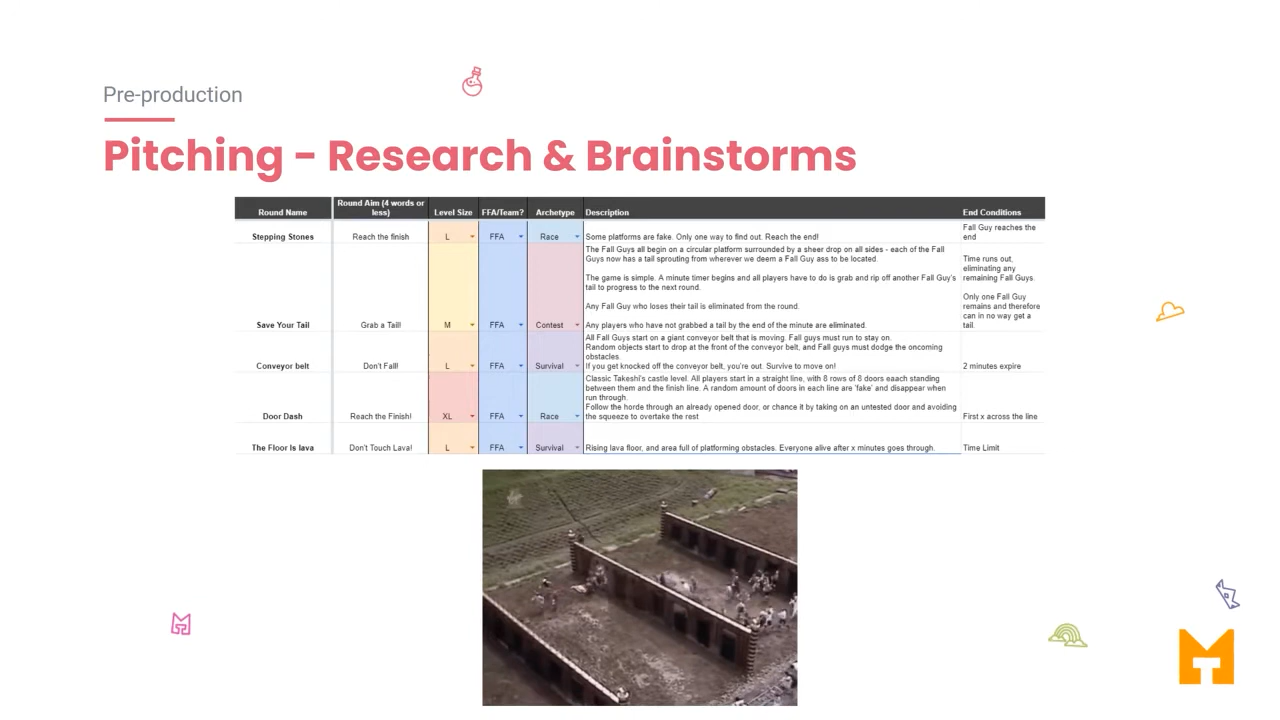 Pre-production
Pitching - Research & Brainstorms
Round Name
Round Aim (4 words or
less)
Level Size
FFA/Team?
Archetype
Description
End Conditions
Stepping Stones
Reach the finish
L
FFA
Race
Some platforms are fake. Only one way to find out. Reach the end!
Fall Guy reaches the
end
Save Your Tail
Grab a Tail!
M
FFA
Contest
The Fall Guys all begin on a circular platform surrounded by a sheer drop on all sides - each of the Fall
Guys now has a tail sprouting from wherever we deem a Fall Guy ass to be located.
The game is simple. A minute timer begins and all players have to do is grab and rip off another Fall Guy's
tail to progress to the next round.
Any Fall Guy who loses their tail is eliminated from the round.
Any players who have not grabbed a tail by the end of the minute are eliminated.
Time runs out,
eliminating any
remaining Fall Guys.
Only one Fall Guy
remains and therefore
can in no way get a
tail.
Conveyor belt
Don't Fall!
L
FFA
Survival
All Fall Guys start on a giant conveyor belt that is moving. Fall guys must run to stay on.
Random objects start to drop at the front of the conveyor belt, and Fall Guys must dodge the oncoming
obstacles.
If you get knocked off the conveyor belt, you're out. Survive to move on!
2 minutes expire
Door Dash
Reach the Finish!
XL
FFA
Race
Classic Takeshi's castle level. All players start in a straight line, with 8 rows of 8 doors eaach standing
between them and the finish line. A random amount of doors in each line are 'fake' and disappear when
run through.
Follow the horde through an already opened door, or chance it by taking on an untested door and avoiding
the squeeze to overtake the rest
First x across the line
The Floor Is lava
Don't Touch Lava!
L
FFA
Survival
Rising lava floor, and area full of platforming obstacles. Everyone alive after x minutes goes through.
Time Limit